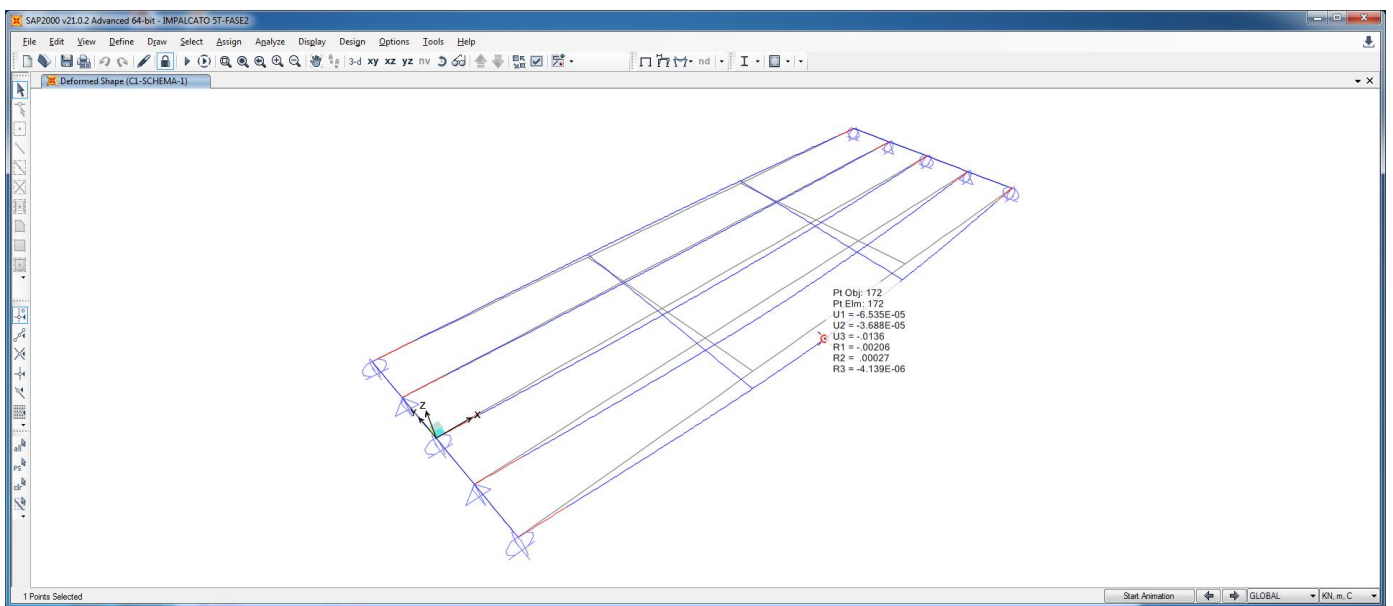 SAP2000 v21.0.2 Advanced 64-bit - IMPALCATO 5T-FASE2
File Edit View Define Draw Select Assign Analyze Display Design Options Tools Help
3-d xy xz yz nv nd
Deformed Shape (C1-SCHEMA-1)
Pt Obj: 172
Pt Elm: 172
U1 = -6.535E-05
U2 = -3.688E-05
U3 = -.0136
R1 = -.00206
R2 = .00027
R3 = -4.139E-06
Z
Y
X
all
ps
clr
1 Points Selected
Start Animation
GLOBAL
KN, m, C